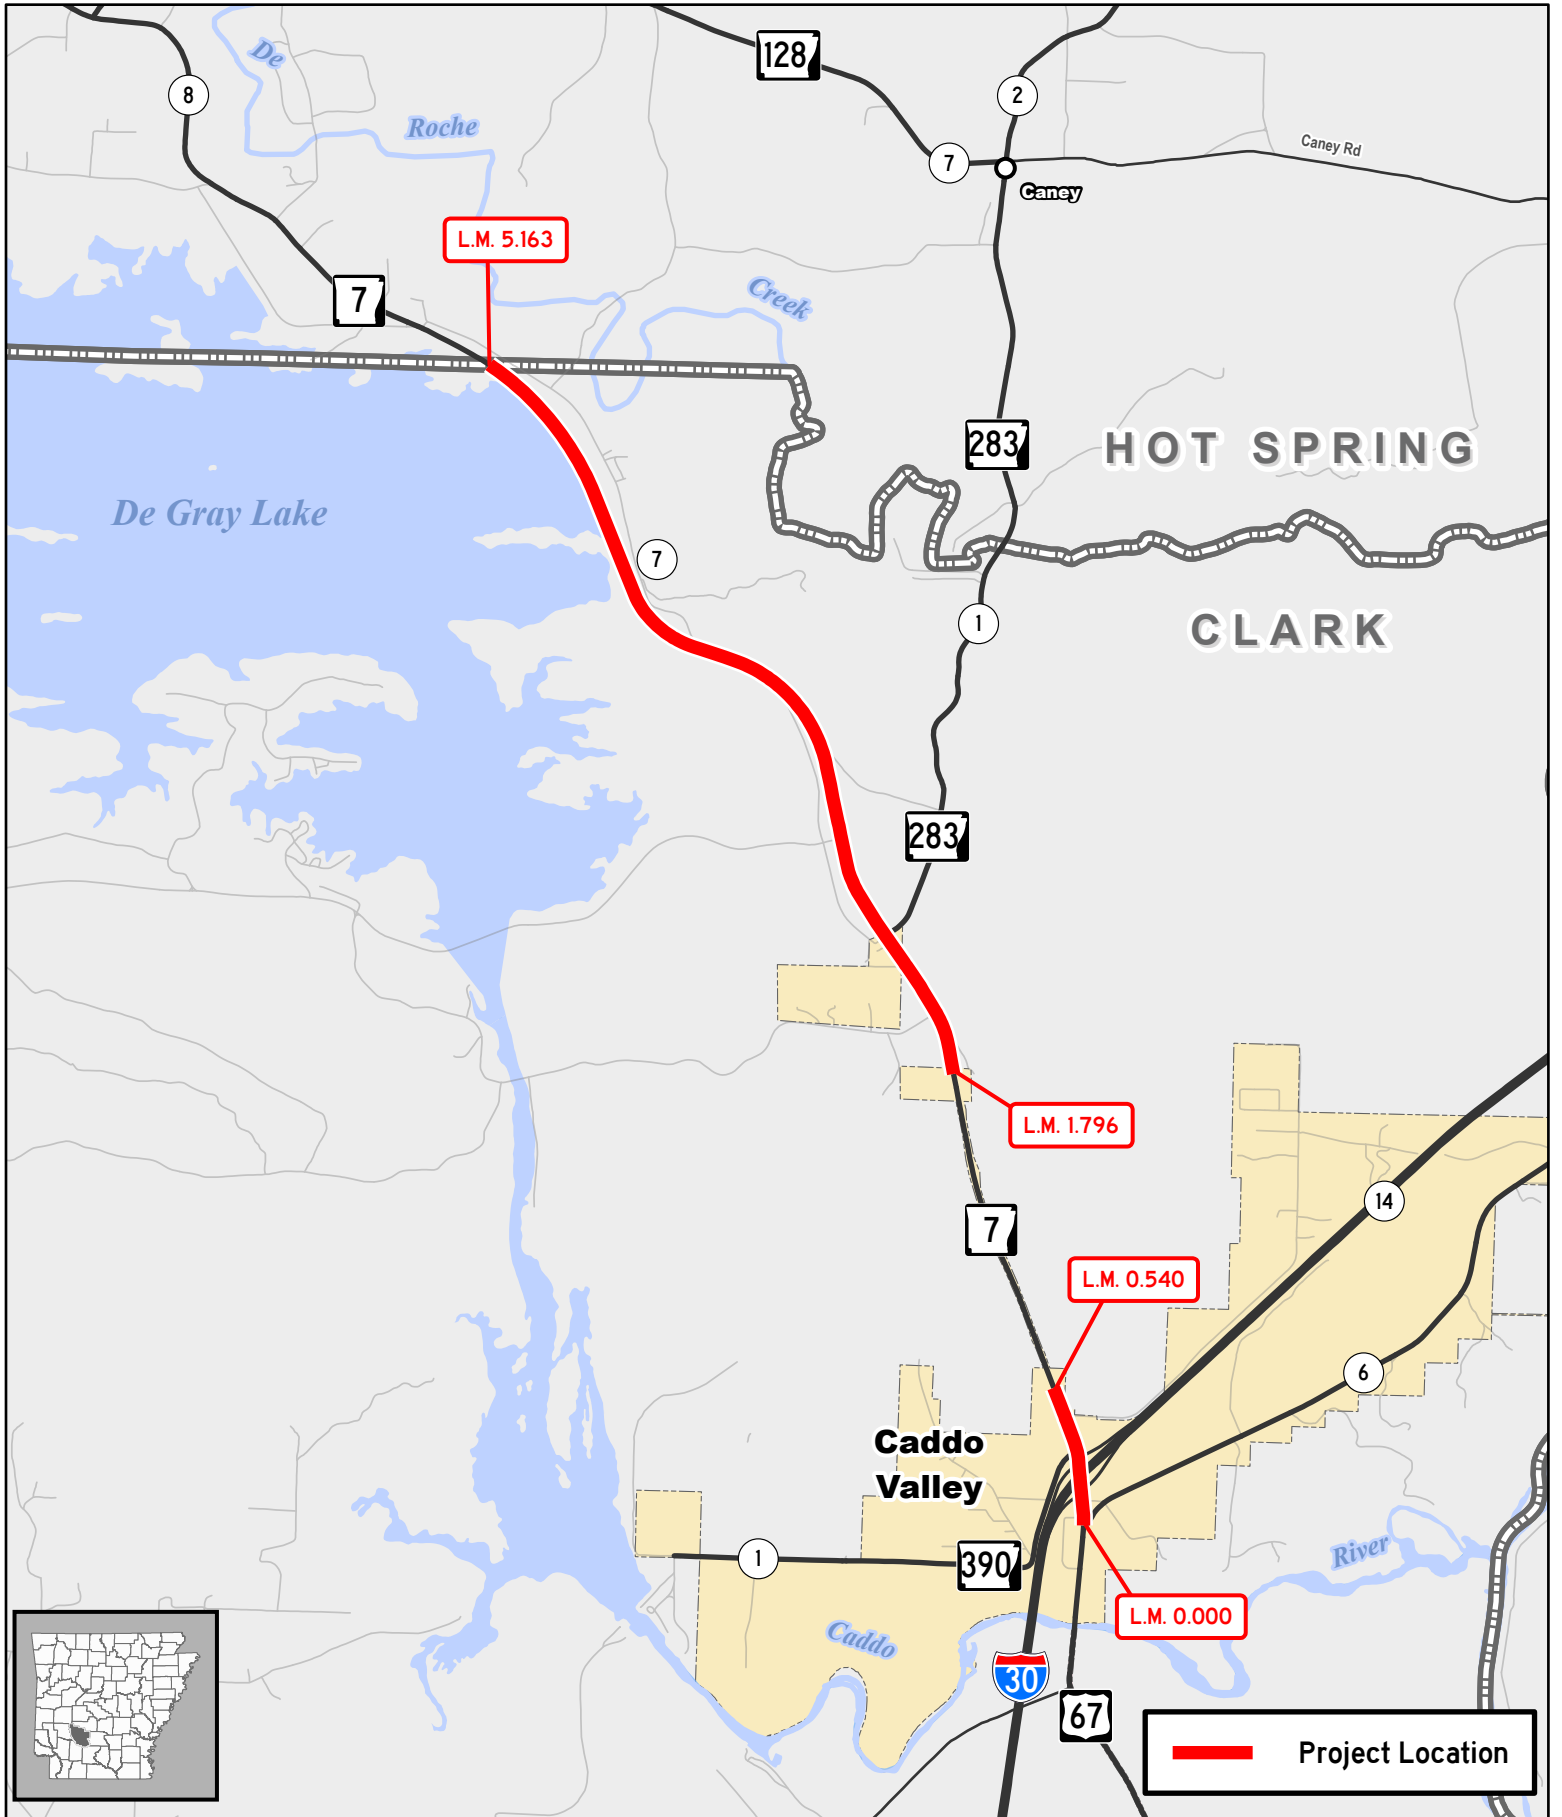 128
De
8
2
Roche
Caney Rd
7
Caney
L.M. 5.163
7
Creek
283
HOT SPRING
De Gray Lake
7
1
CLARK
283
L.M. 1.796
14
7
L.M. 0.540
6
Caddo
Valley
1
390
River
L.M. 0.000
Caddo
30
67
Project Location